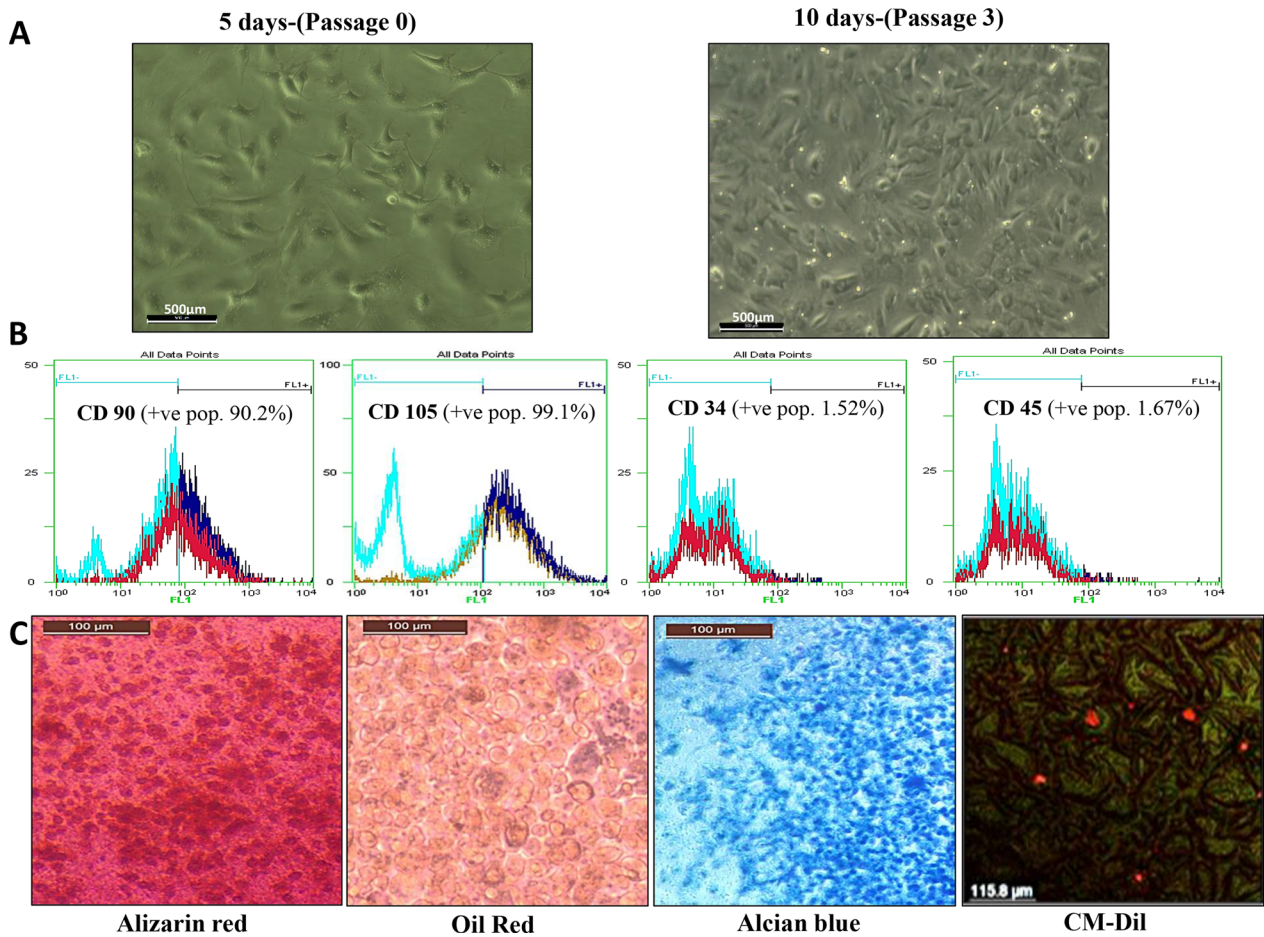 A
5 days-(Passage 0)
10 days-(Passage 3)
500µm
500µm
B
All Data Points
50
25
0
FL1-
FL1+
CD 90 (+ve pop. 90.2%)
10⁰ 10¹ 10² 10³ 10⁴
FL1
All Data Points
100
50
0
FL1-
FL1+
CD 105 (+ve pop. 99.1%)
10⁰ 10¹ 10² 10³ 10⁴
FL1
All Data Points
50
25
0
FL1-
FL1+
CD 34 (+ve pop. 1.52%)
10⁰ 10¹ 10² 10³ 10⁴
FL1
All Data Points
50
25
0
FL1-
FL1+
CD 45 (+ve pop. 1.67%)
10⁰ 10¹ 10² 10³ 10⁴
FL1
C
100 µm
100 µm
100 µm
115.8 µm
Alizarin red
Oil Red
Alcian blue
CM-Dil